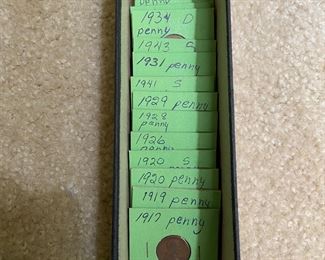 penny
1934 D
penny
1943 S
1931 penny
1941 S
1929 penny
1928
penny
1926
penny
1920 S
1920 penny
1919 penny
1917 penny